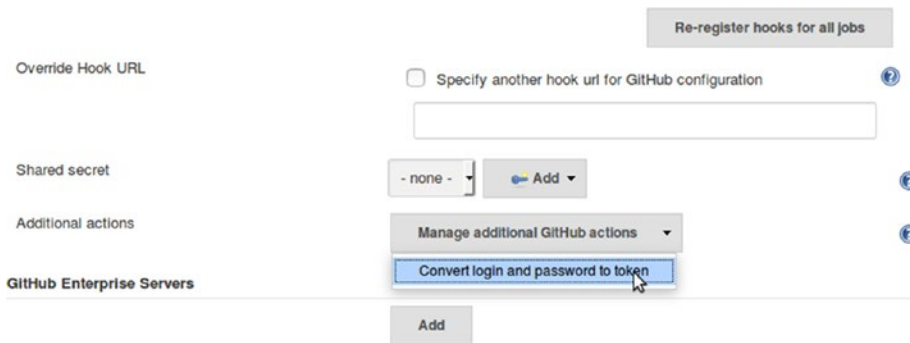 Re-register hooks for all jobs
Override Hook URL
Specify another hook url for GitHub configuration
Shared secret
- none -
Add
Additional actions
Manage additional GitHub actions
Convert login and password to token
GitHub Enterprise Servers
Add